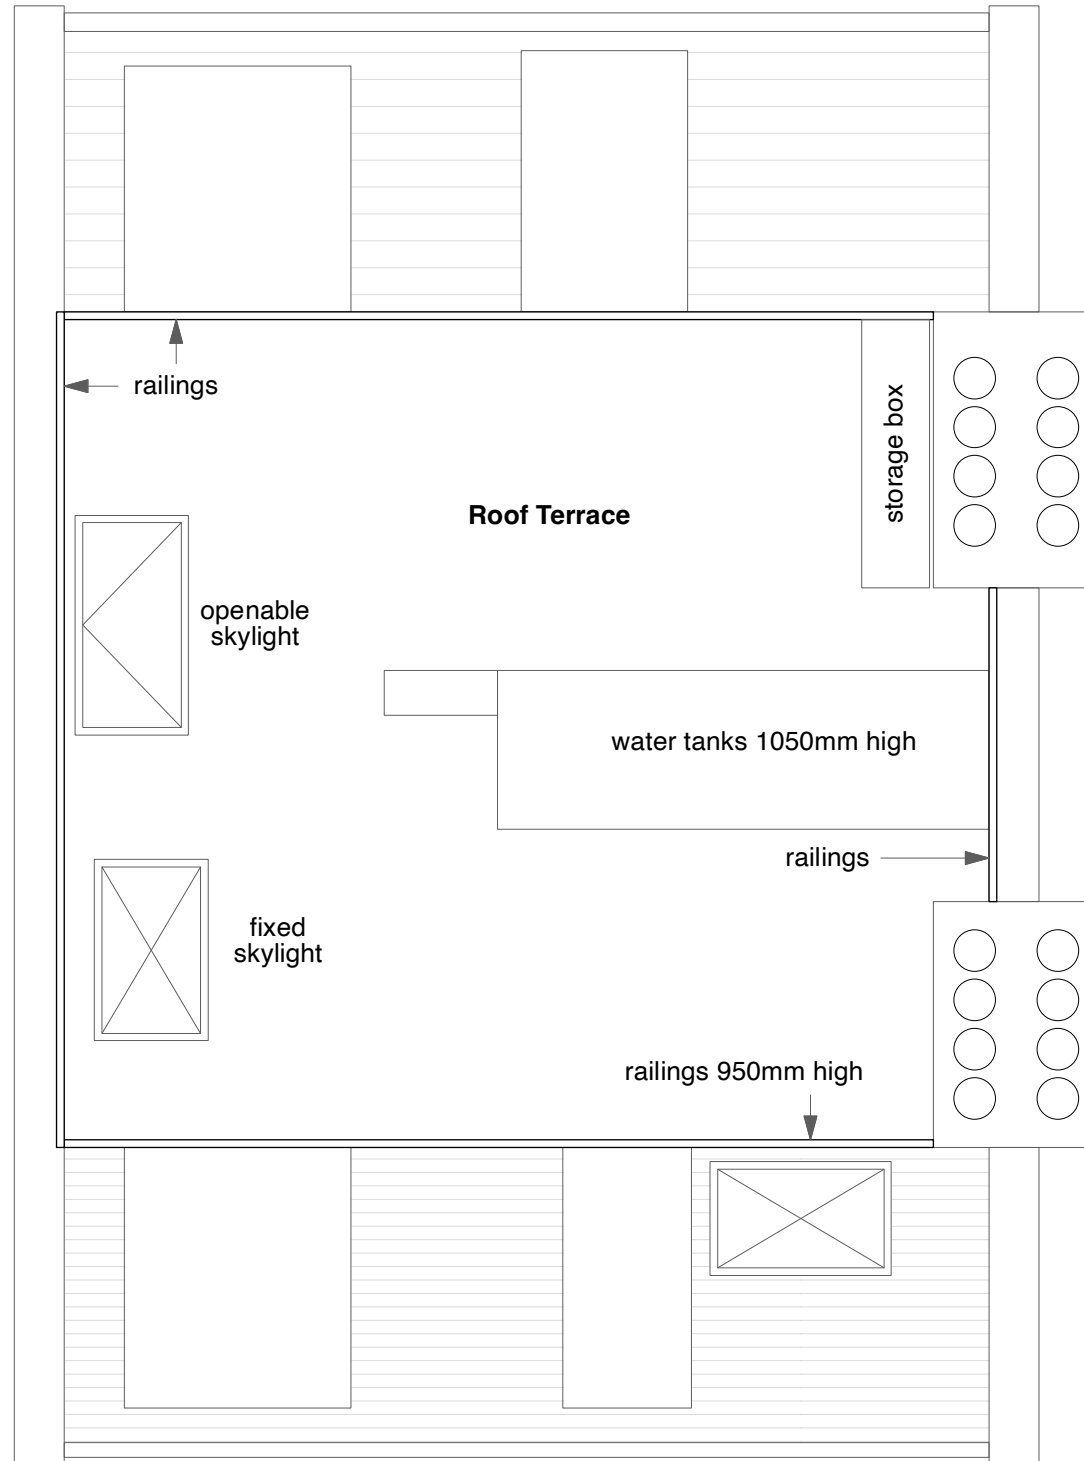 railings
storage box
Roof Terrace
openable
skylight
water tanks 1050mm high
railings
fixed
skylight
railings 950mm high